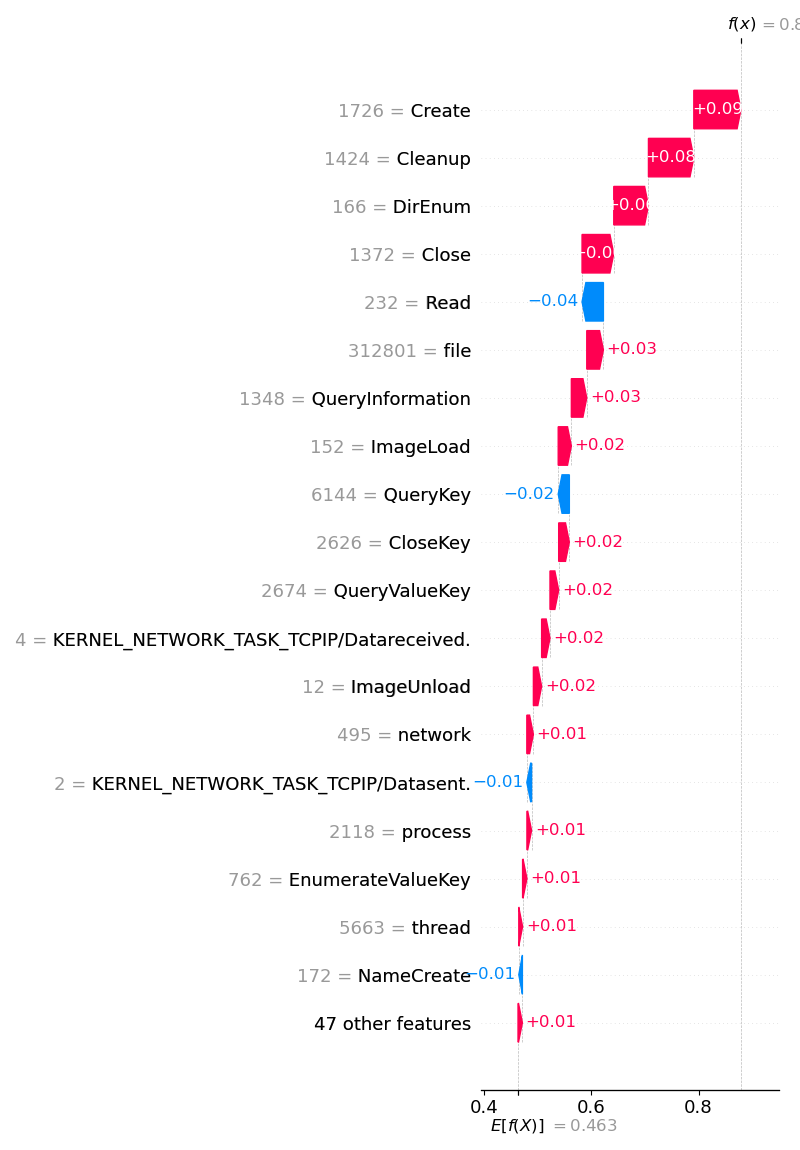 f(x) = 0.8
1726 = Create +0.09
1424 = Cleanup +0.08
166 = DirEnum
1372 = Close
232 = Read −0.04
312801 = file +0.03
1348 = QueryInformation +0.03
152 = ImageLoad +0.02
6144 = QueryKey −0.02
2626 = CloseKey +0.02
2674 = QueryValueKey +0.02
4 = KERNEL_NETWORK_TASK_TCPIP/Datareceived. +0.02
12 = ImageUnload +0.02
495 = network +0.01
2 = KERNEL_NETWORK_TASK_TCPIP/Datasent. −0.01
2118 = process +0.01
762 = EnumerateValueKey +0.01
5663 = thread +0.01
172 = NameCreate −0.01
47 other features +0.01
0.4 0.6 0.8
E[f(X)] = 0.463